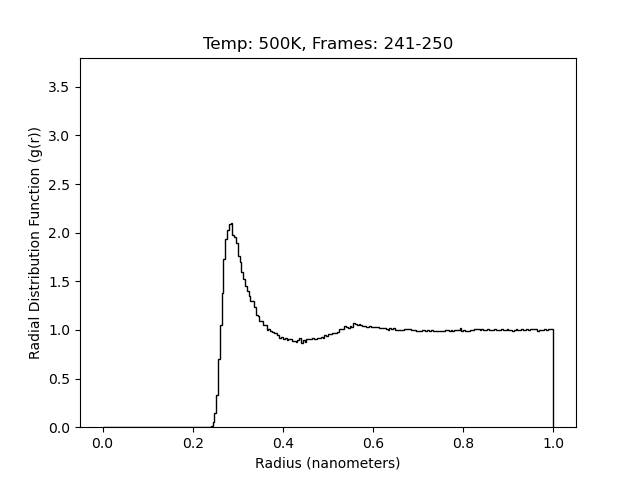 Temp: 500K, Frames: 241-250
Radial Distribution Function (g(r))
3.5
3.0
2.5
2.0
1.5
1.0
0.5
0.0
0.0 0.2 0.4 0.6 0.8 1.0
Radius (nanometers)